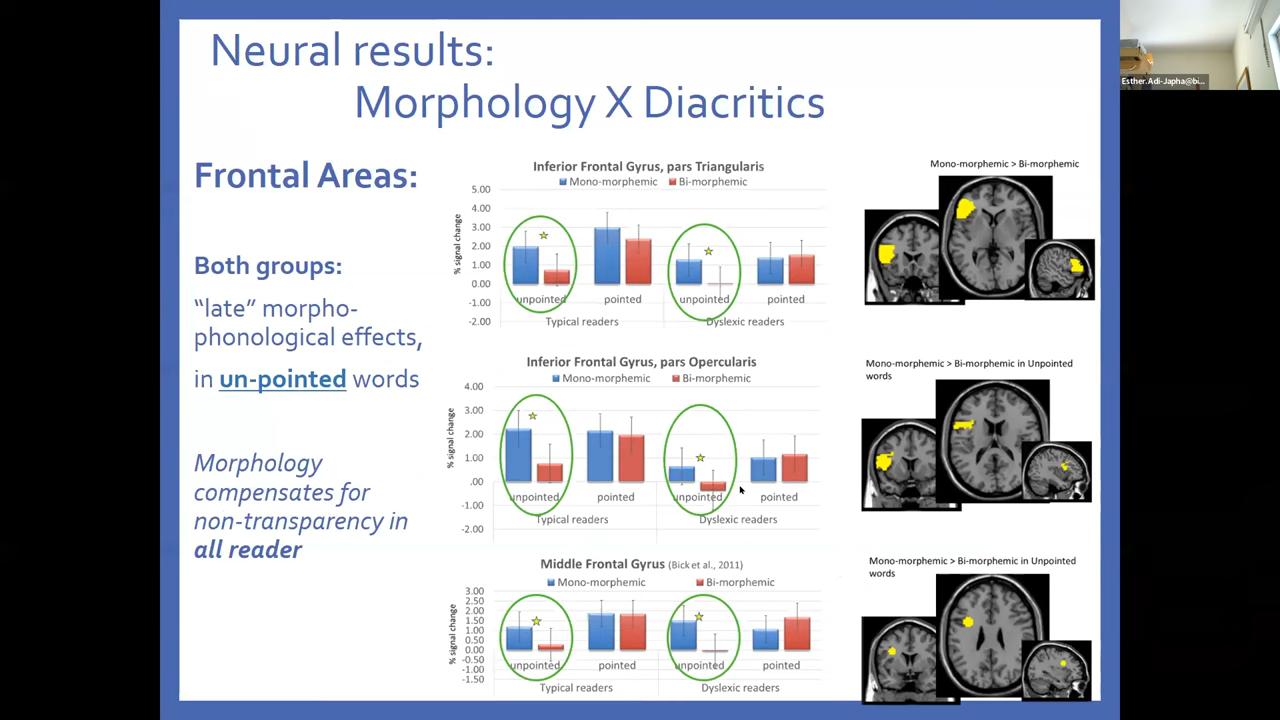 Neural results:
Morphology X Diacritics
Frontal Areas:
Both groups:
“late” morpho-
phonological effects,
in un-pointed words
Morphology
compensates for
non-transparency in
all reader
Inferior Frontal Gyrus, pars Triangularis
Mono-morphemic Bi-morphemic
% signal change
5.00
4.00
3.00
2.00
1.00
0.00
-1.00
-2.00
unpointed pointed unpointed pointed
Typical readers Dyslexic readers
Inferior Frontal Gyrus, pars Opercularis
Mono-morphemic Bi-morphemic
% signal change
4.00
3.00
2.00
1.00
.00
-1.00
-2.00
unpointed pointed unpointed pointed
Typical readers Dyslexic readers
Middle Frontal Gyrus (Bick et al., 2011)
Mono-morphemic Bi-morphemic
% signal change
3.00
2.50
2.00
1.50
1.00
0.50
0.00
-0.50
-1.00
-1.50
unpointed pointed unpointed pointed
Typical readers Dyslexic readers
Mono-morphemic > Bi-morphemic
Mono-morphemic > Bi-morphemic in Unpointed
words
Mono-morphemic > Bi-morphemic in Unpointed
words
Esther.Adi-Japha@bi...